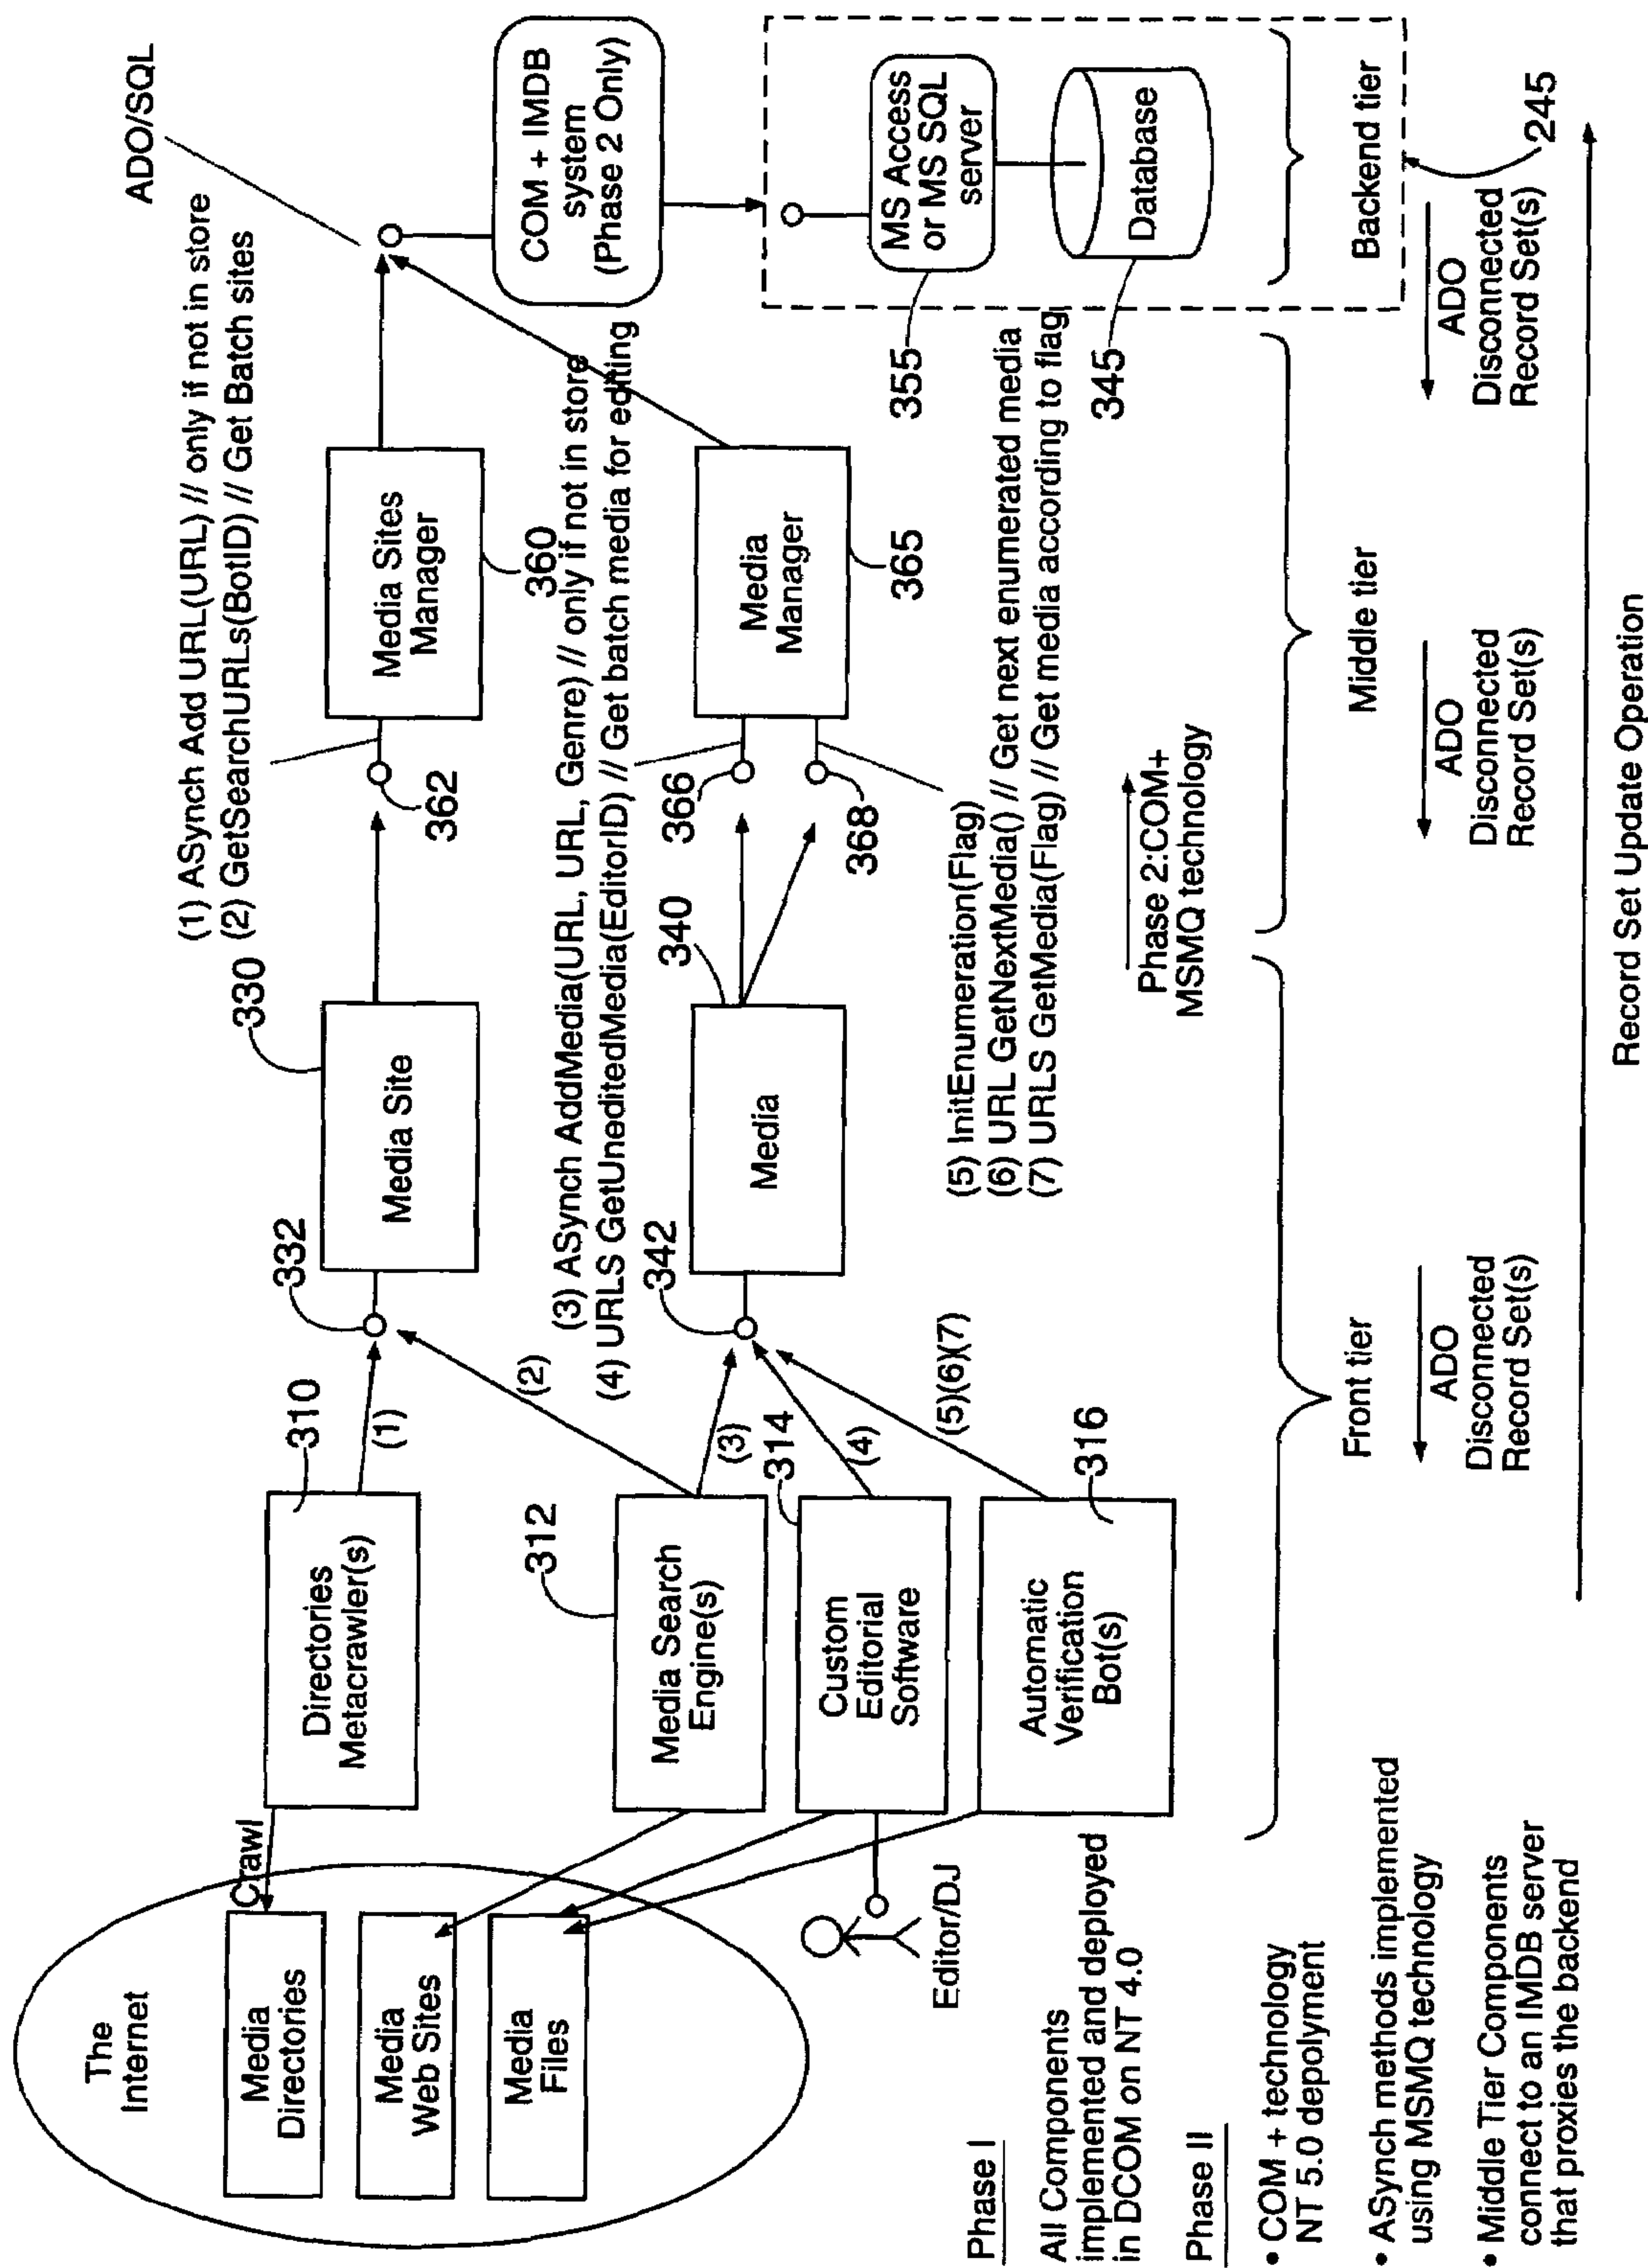 The
Internet
Media
Directories
Media
Web Sites
Media
Files
Crawl
Directories
Metacrawler(s)
310
(1)
332
Media Site
330
(1) ASynch Add URL(URL) // only if not in store
(2) GetSearchURLs(BotID) // Get Batch sites
362
Media Sites
Manager
360
ADO/SQL
COM + IMDB
system
(Phase 2 Only)
312
Media Search
Engine(s)
(2)
(3)
314
Custom
Editorial
Software
(4)
Editor/DJ
Automatic
Verification
Bot(s)
316
(5)(6)(7)
342
Media
340
(3) ASynch AddMedia(URL, URL, URL, Genre) // only if not in store
(4) URLS GetUneditedMedia(EditorID) // Get batch media for editing
366
368
Media
Manager
365
(5) InitEnumeration(Flag)
(6) URL GetNextMedia() // Get next enumerated media
(7) URLS GetMedia(Flag) // Get media according to flag
MS Access
or MS SQL
server
355
Database
345
Phase 2:COM+
MSMQ technology
Front tier
Middle tier
Backend tier
245
ADO
Disconnected
Record Set(s)
ADO
Disconnected
Record Set(s)
ADO
Disconnected
Record Set(s)
Record Set Update Operation
Phase I
All Components
implemented and deployed
in DCOM on NT 4.0
Phase II
• COM + technology
NT 5.0 depolyment
• ASynch methods implemented
using MSMQ technology
• Middle Tier Components
connect to an IMDB server
that proxies the backend